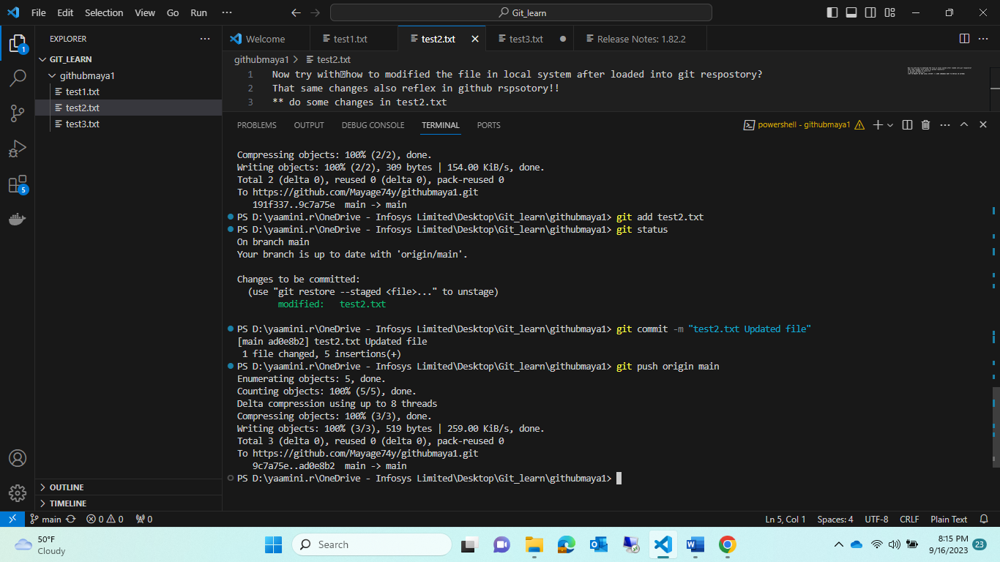 File Edit Selection View Go Run ··· Git_learn
EXPLORER ···
Welcome test1.txt test2.txt test3.txt Release Notes: 1.82.2 ···
1
GIT_LEARN
githubmaya1
test1.txt
test2.txt
test3.txt
githubmaya1 > test2.txt
1 Now try with how to modified the file in local system after loaded into git respostory?
2 That same changes also reflex in github rspsotory!!
3 ** do some changes in test2.txt
PROBLEMS OUTPUT DEBUG CONSOLE TERMINAL PORTS powershell - githubmaya1 ···
Compressing objects: 100% (2/2), done.
Writing objects: 100% (2/2), 309 bytes | 154.00 KiB/s, done.
Total 2 (delta 0), reused 0 (delta 0), pack-reused 0
To https://github.com/Mayage74y/githubmaya1.git
191f337..9c7a75e main -> main
PS D:\yaamini.r\OneDrive - Infosys Limited\Desktop\Git_learn\githubmaya1> git add test2.txt
PS D:\yaamini.r\OneDrive - Infosys Limited\Desktop\Git_learn\githubmaya1> git status
On branch main
Your branch is up to date with 'origin/main'.
Changes to be committed:
(use "git restore --staged <file>..." to unstage)
modified: test2.txt
PS D:\yaamini.r\OneDrive - Infosys Limited\Desktop\Git_learn\githubmaya1> git commit -m "test2.txt Updated file"
[main ad0e8b2] test2.txt Updated file
1 file changed, 5 insertions(+)
PS D:\yaamini.r\OneDrive - Infosys Limited\Desktop\Git_learn\githubmaya1> git push origin main
Enumerating objects: 5, done.
Counting objects: 100% (5/5), done.
Delta compression using up to 8 threads
Compressing objects: 100% (3/3), done.
Writing objects: 100% (3/3), 519 bytes | 259.00 KiB/s, done.
Total 3 (delta 0), reused 0 (delta 0), pack-reused 0
To https://github.com/Mayage74y/githubmaya1.git
9c7a75e..ad0e8b2 main -> main
PS D:\yaamini.r\OneDrive - Infosys Limited\Desktop\Git_learn\githubmaya1>
5
OUTLINE
TIMELINE
main 0 0 0 Ln 5, Col 1 Spaces: 4 UTF-8 CRLF Plain Text
50°F
Cloudy
Search
8:15 PM
9/16/2023
23